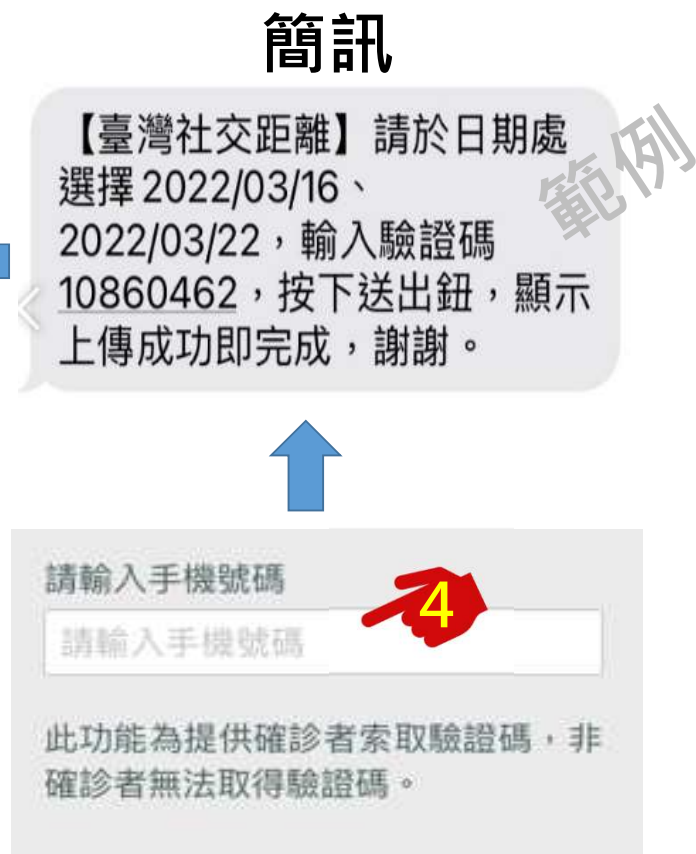 簡訊
【臺灣社交距離】請於日期處
選擇 2022/03/16、
2022/03/22,輸入驗證碼
10860462,按下送出鈕,顯示
上傳成功即完成,謝謝。
範例
請輸入手機號碼
4
請輸入手機號碼
此功能為提供確診者索取驗證碼,非
確診者無法取得驗證碼。